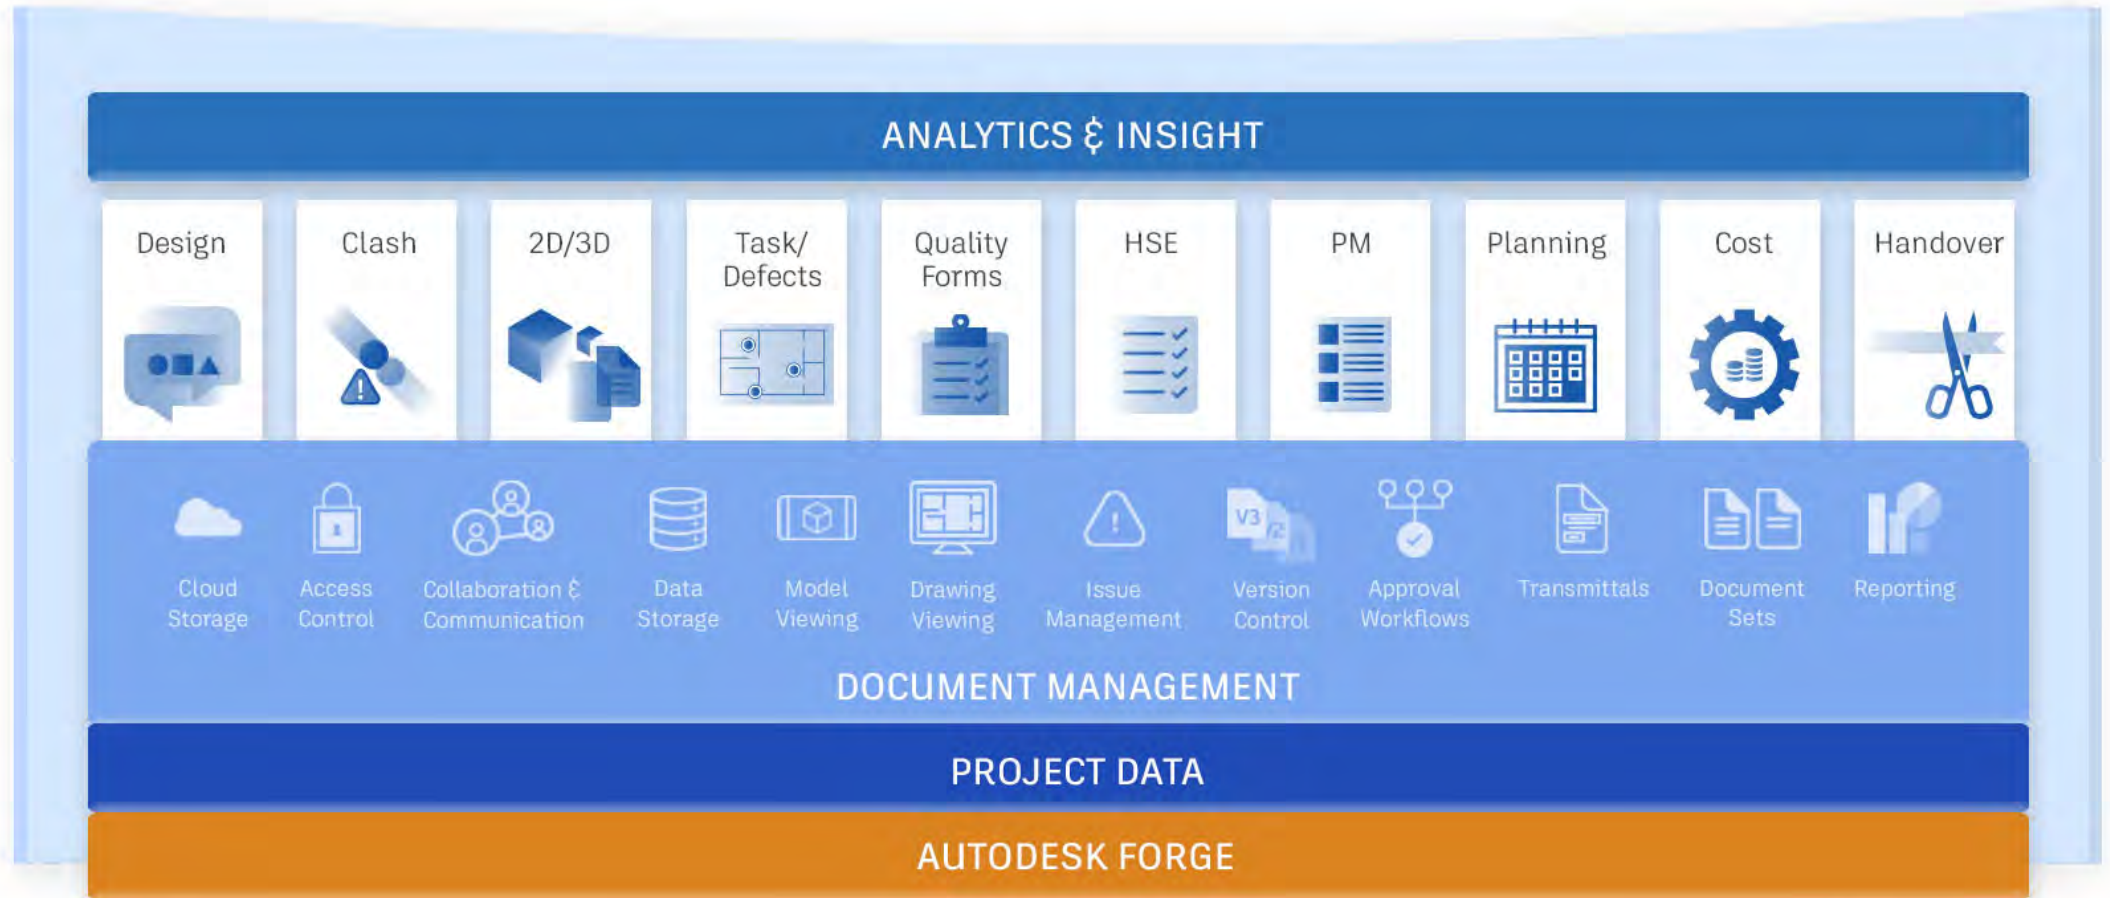 ANALYTICS & INSIGHT
Design
Clash
2D/3D
Task/
Defects
Quality
Forms
HSE
PM
Planning
Cost
Handover
Cloud
Storage
Access
Control
Collaboration &
Communication
Data
Storage
Model
Viewing
Drawing
Viewing
Issue
Management
V3
Version
Control
Approval
Workflows
Transmittals
Document
Sets
Reporting
DOCUMENT MANAGEMENT
PROJECT DATA
AUTODESK FORGE